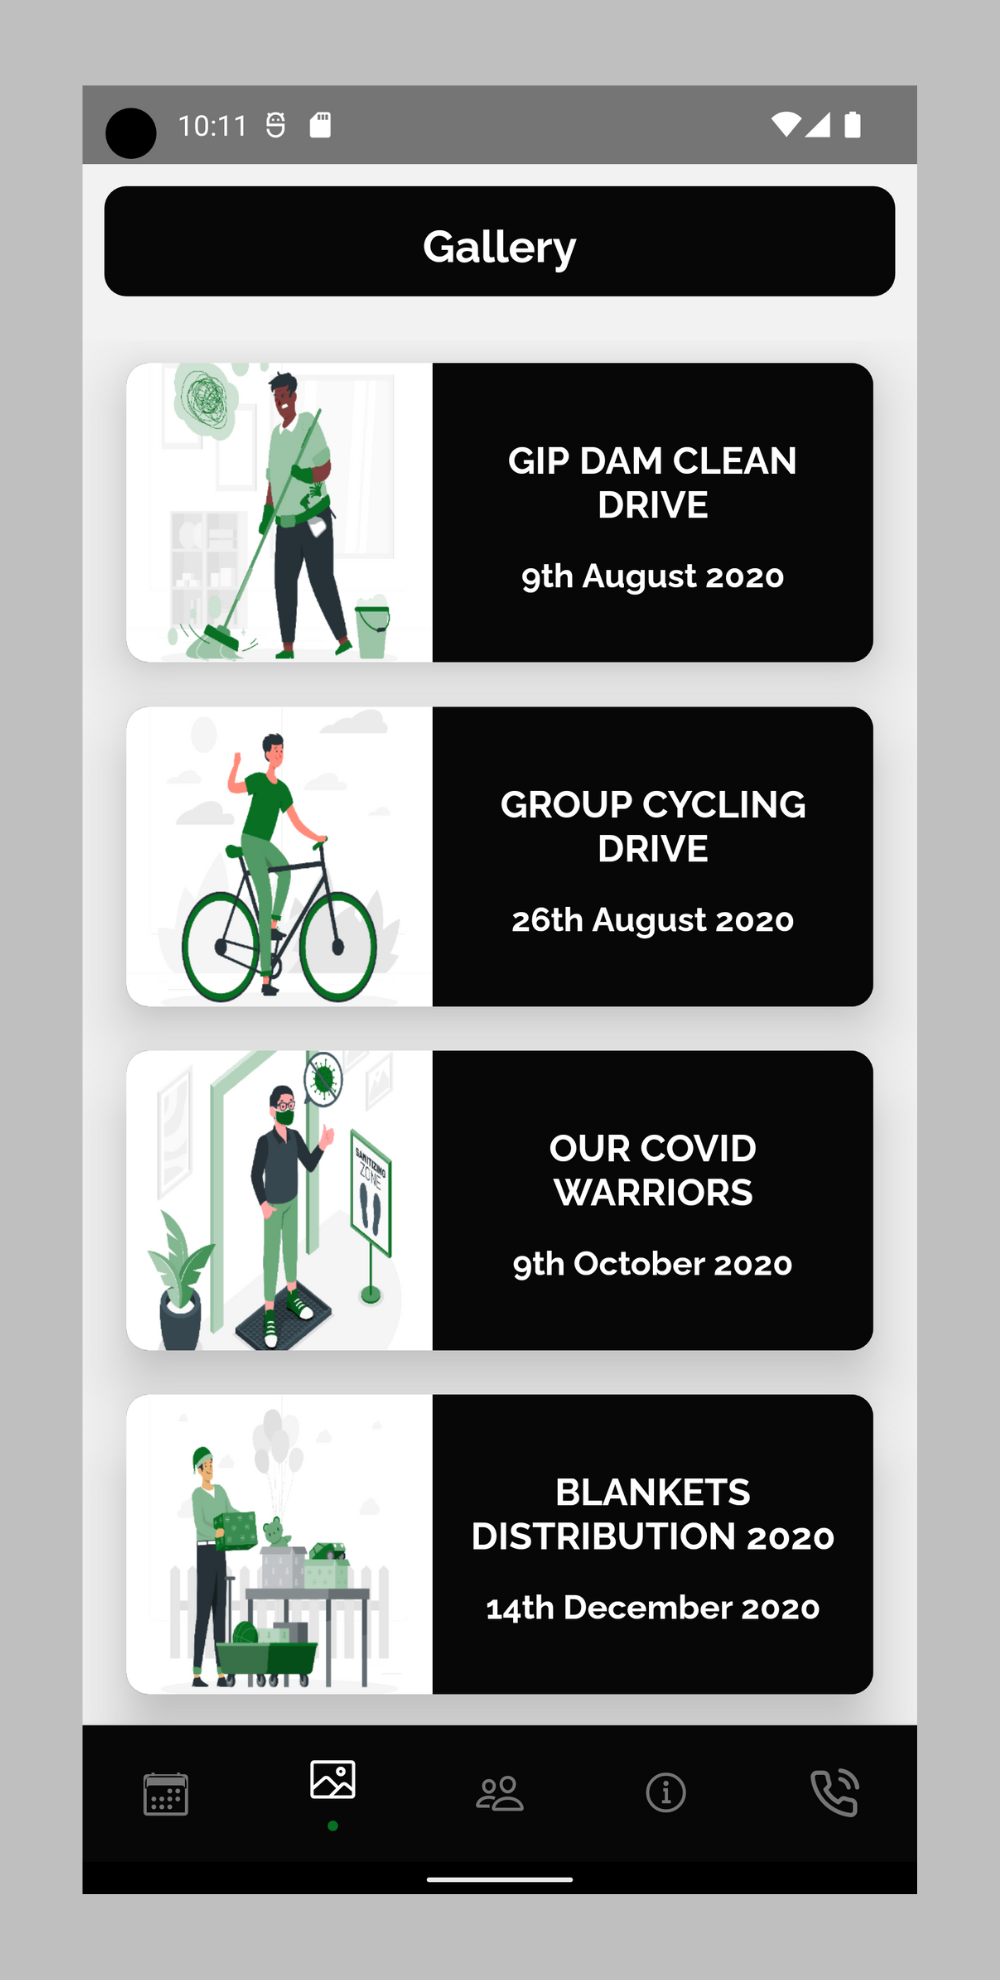 10:11
Gallery
GIP DAM CLEAN
DRIVE
9th August 2020
GROUP CYCLING
DRIVE
26th August 2020
SANITIZING
ZONE
OUR COVID
WARRIORS
9th October 2020
BLANKETS
DISTRIBUTION 2020
14th December 2020